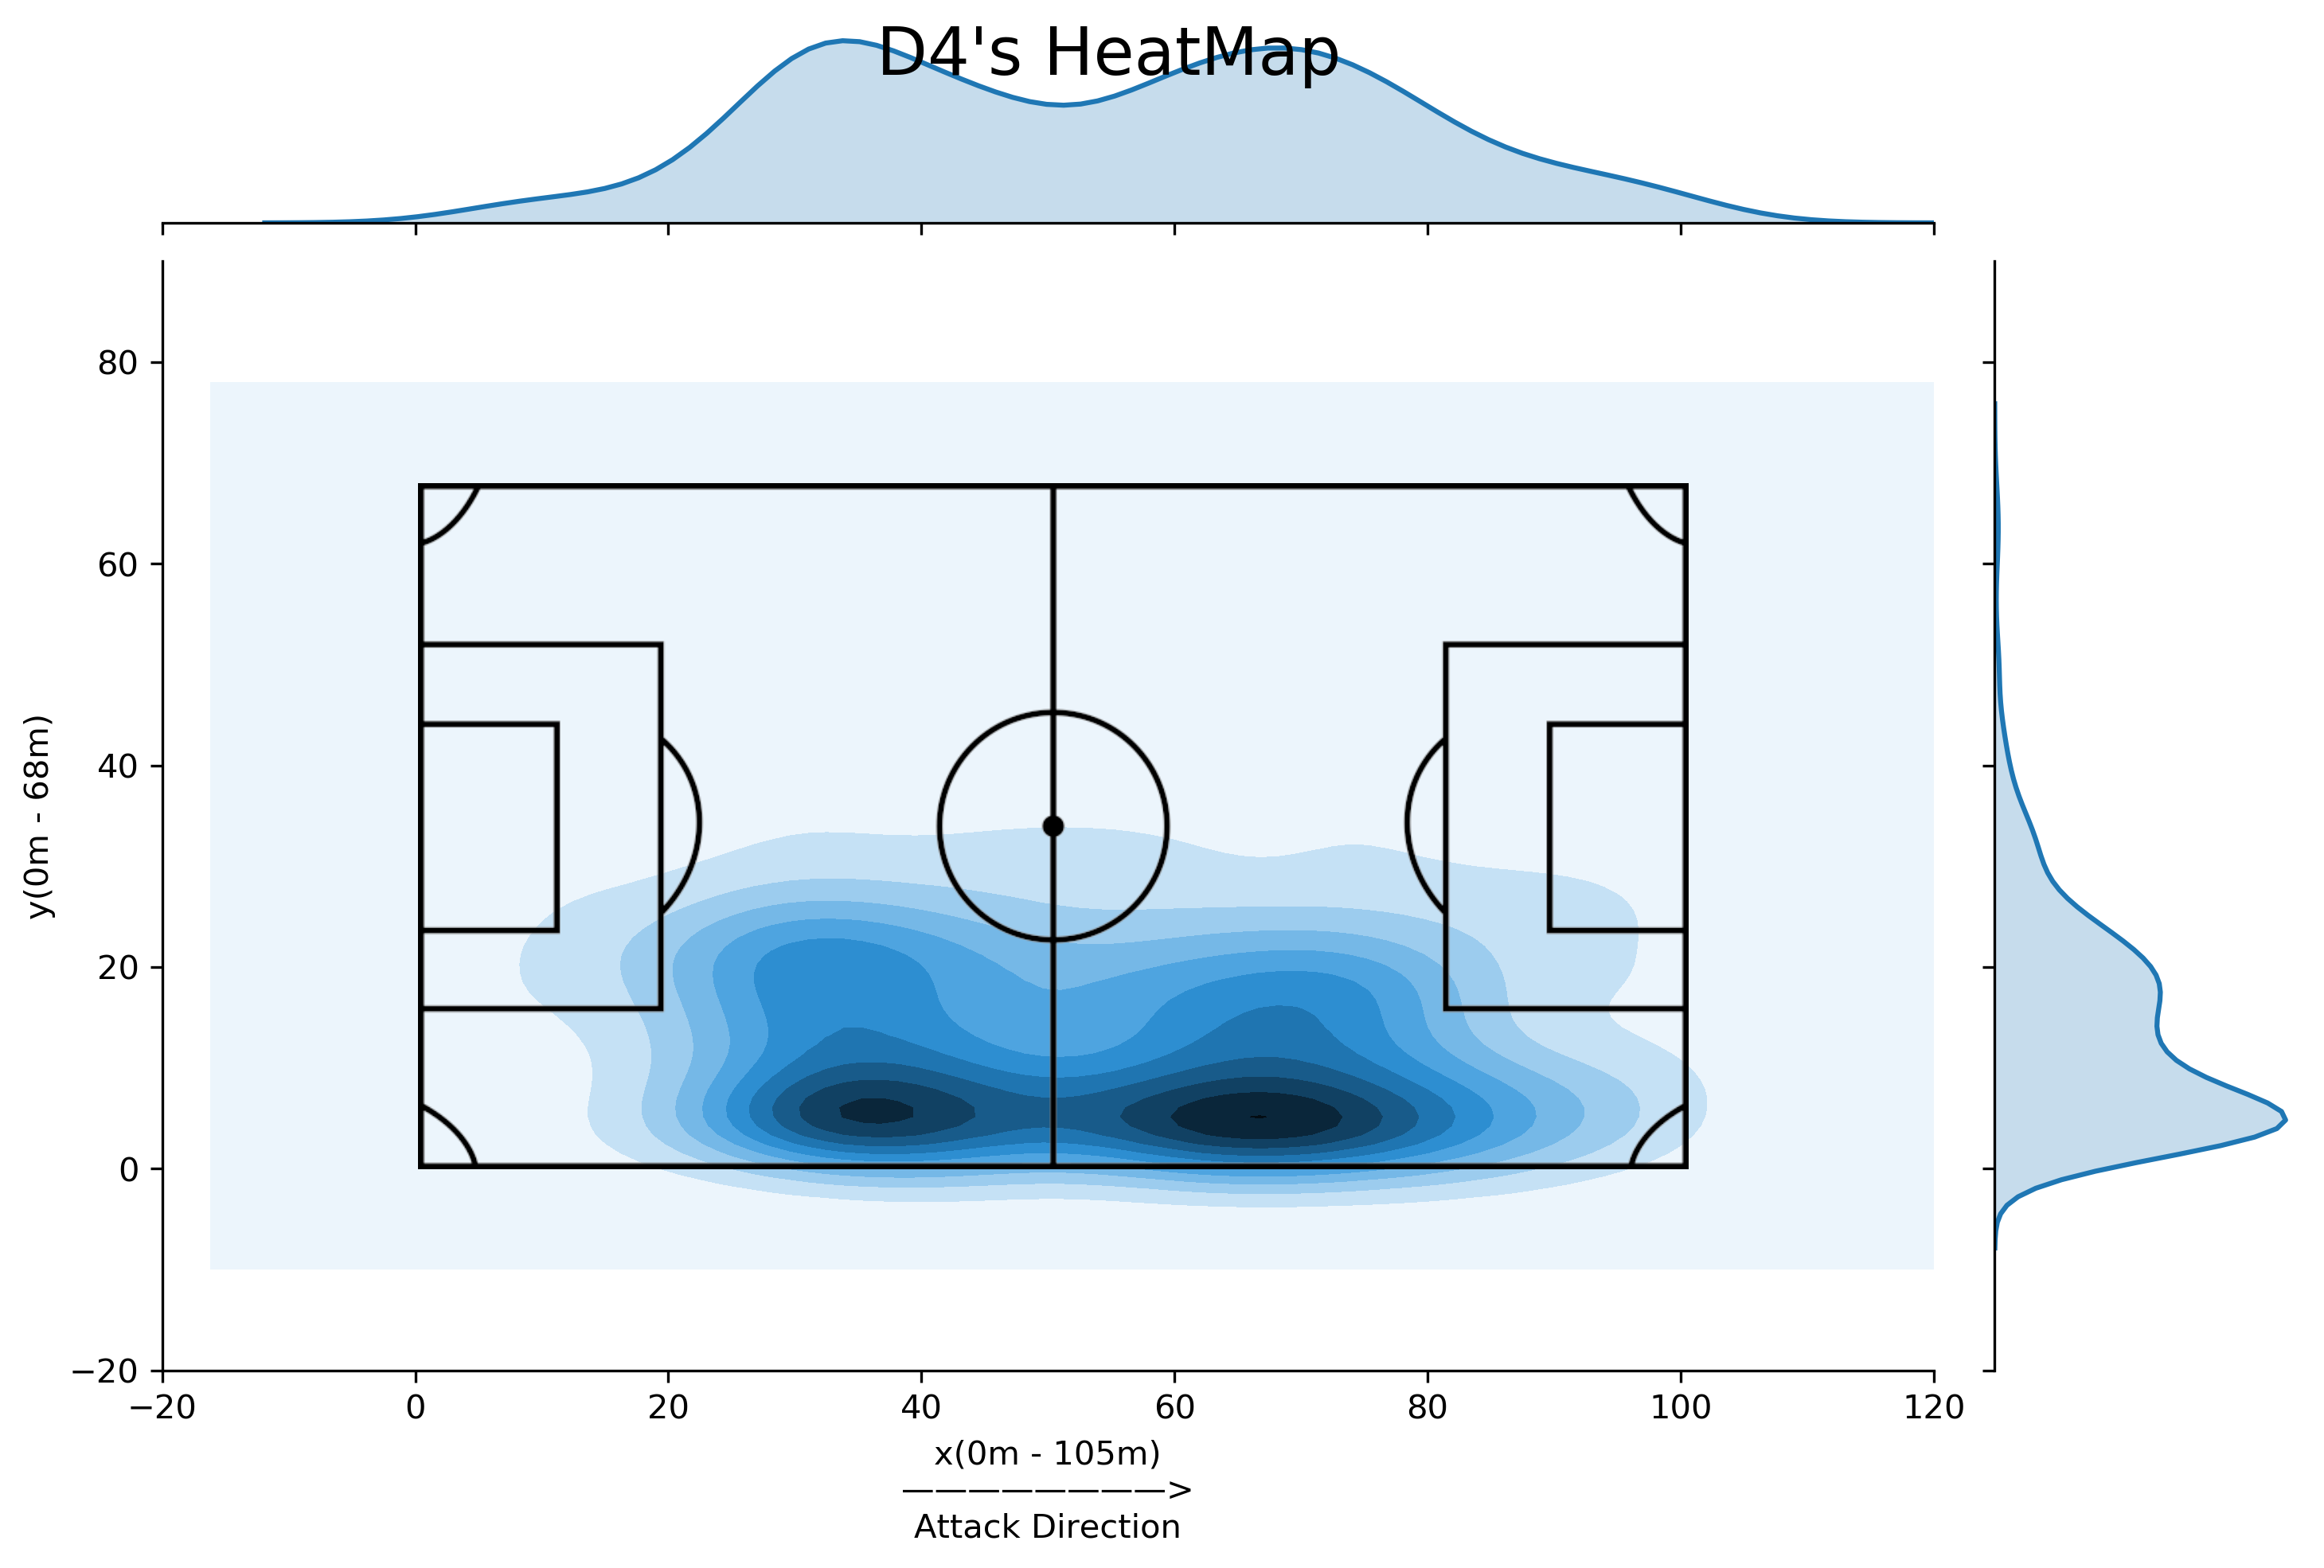 D4's HeatMap
80
60
40
20
0
−20
y(0m - 68m)
−20 0 20 40 60 80 100 120
x(0m - 105m)
————————>
Attack Direction